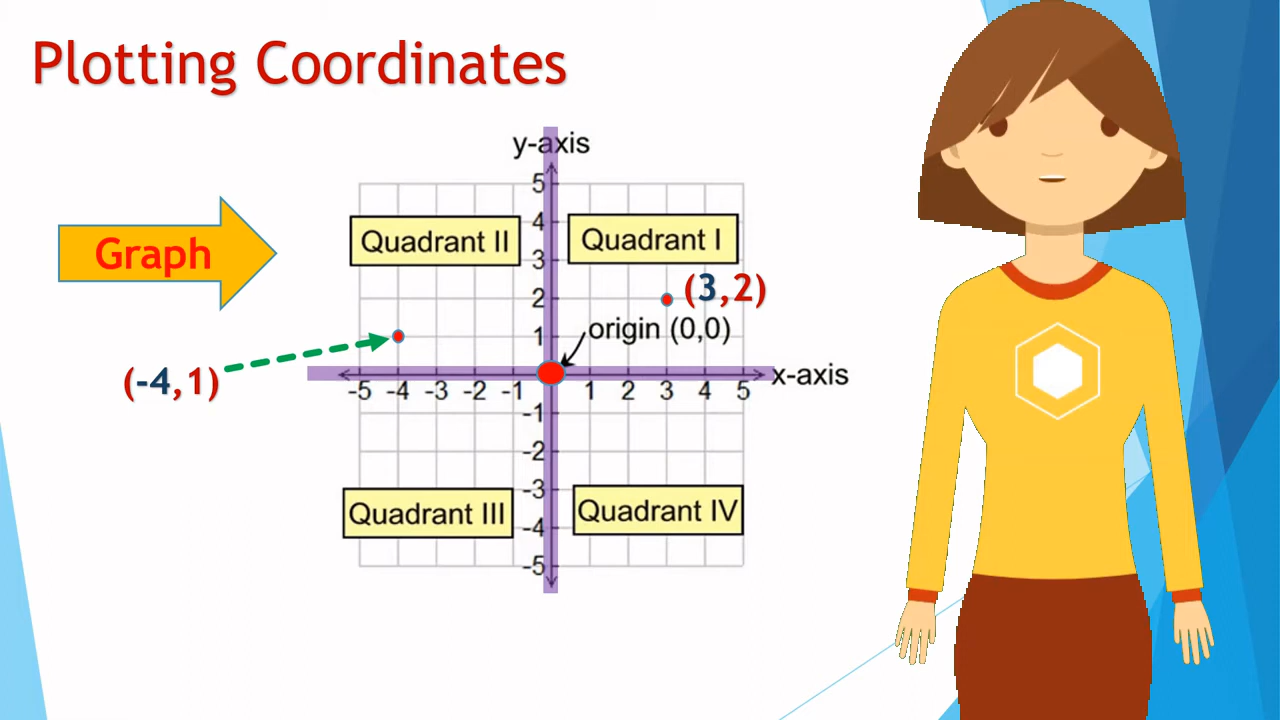 Plotting Coordinates
y-axis
5
Quadrant II
4
Quadrant I
Graph
3
(3,2)
2
origin (0,0)
1
(-4,1)
x-axis
-5 -4 -3 -2 -1 1 2 3 4 5
-1
-2
-3
Quadrant III
Quadrant IV
-4
-5